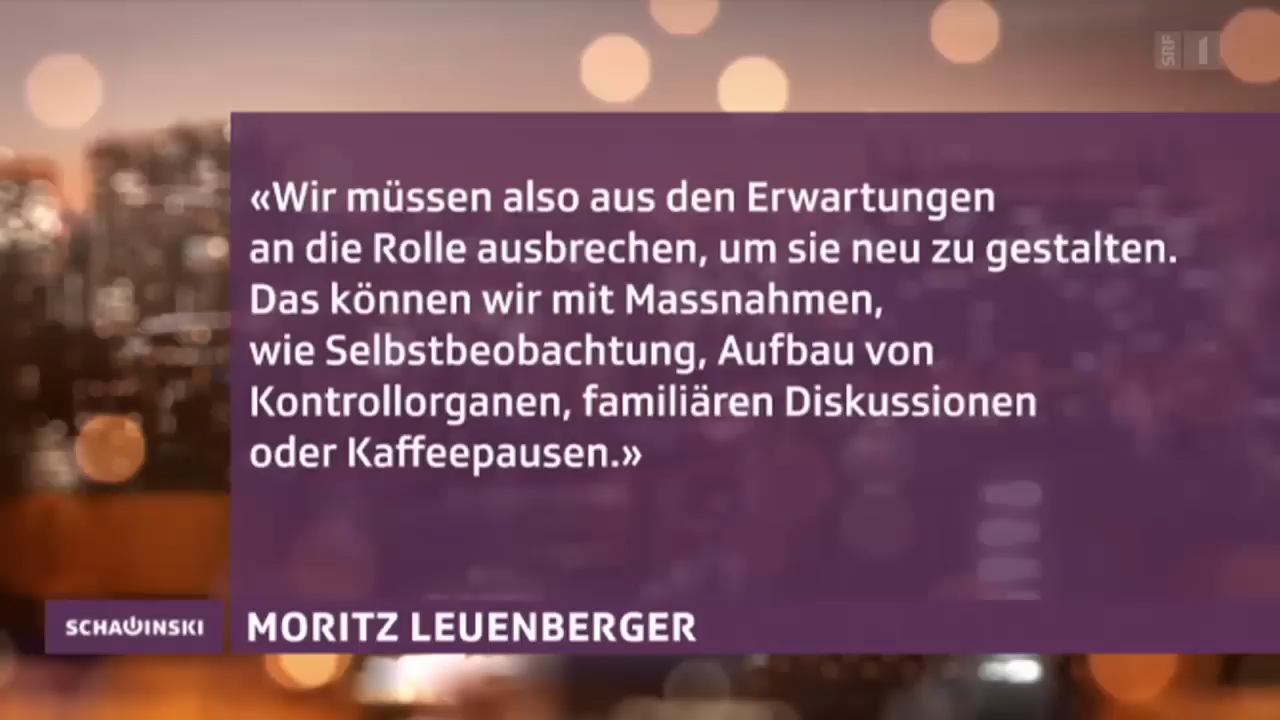 SRF 1
«Wir müssen also aus den Erwartungen
an die Rolle ausbrechen, um sie neu zu gestalten.
Das können wir mit Massnahmen,
wie Selbstbeobachtung, Aufbau von
Kontrollorganen, familiären Diskussionen
oder Kaffeepausen.»
SCHAWINSKI
MORITZ LEUENBERGER